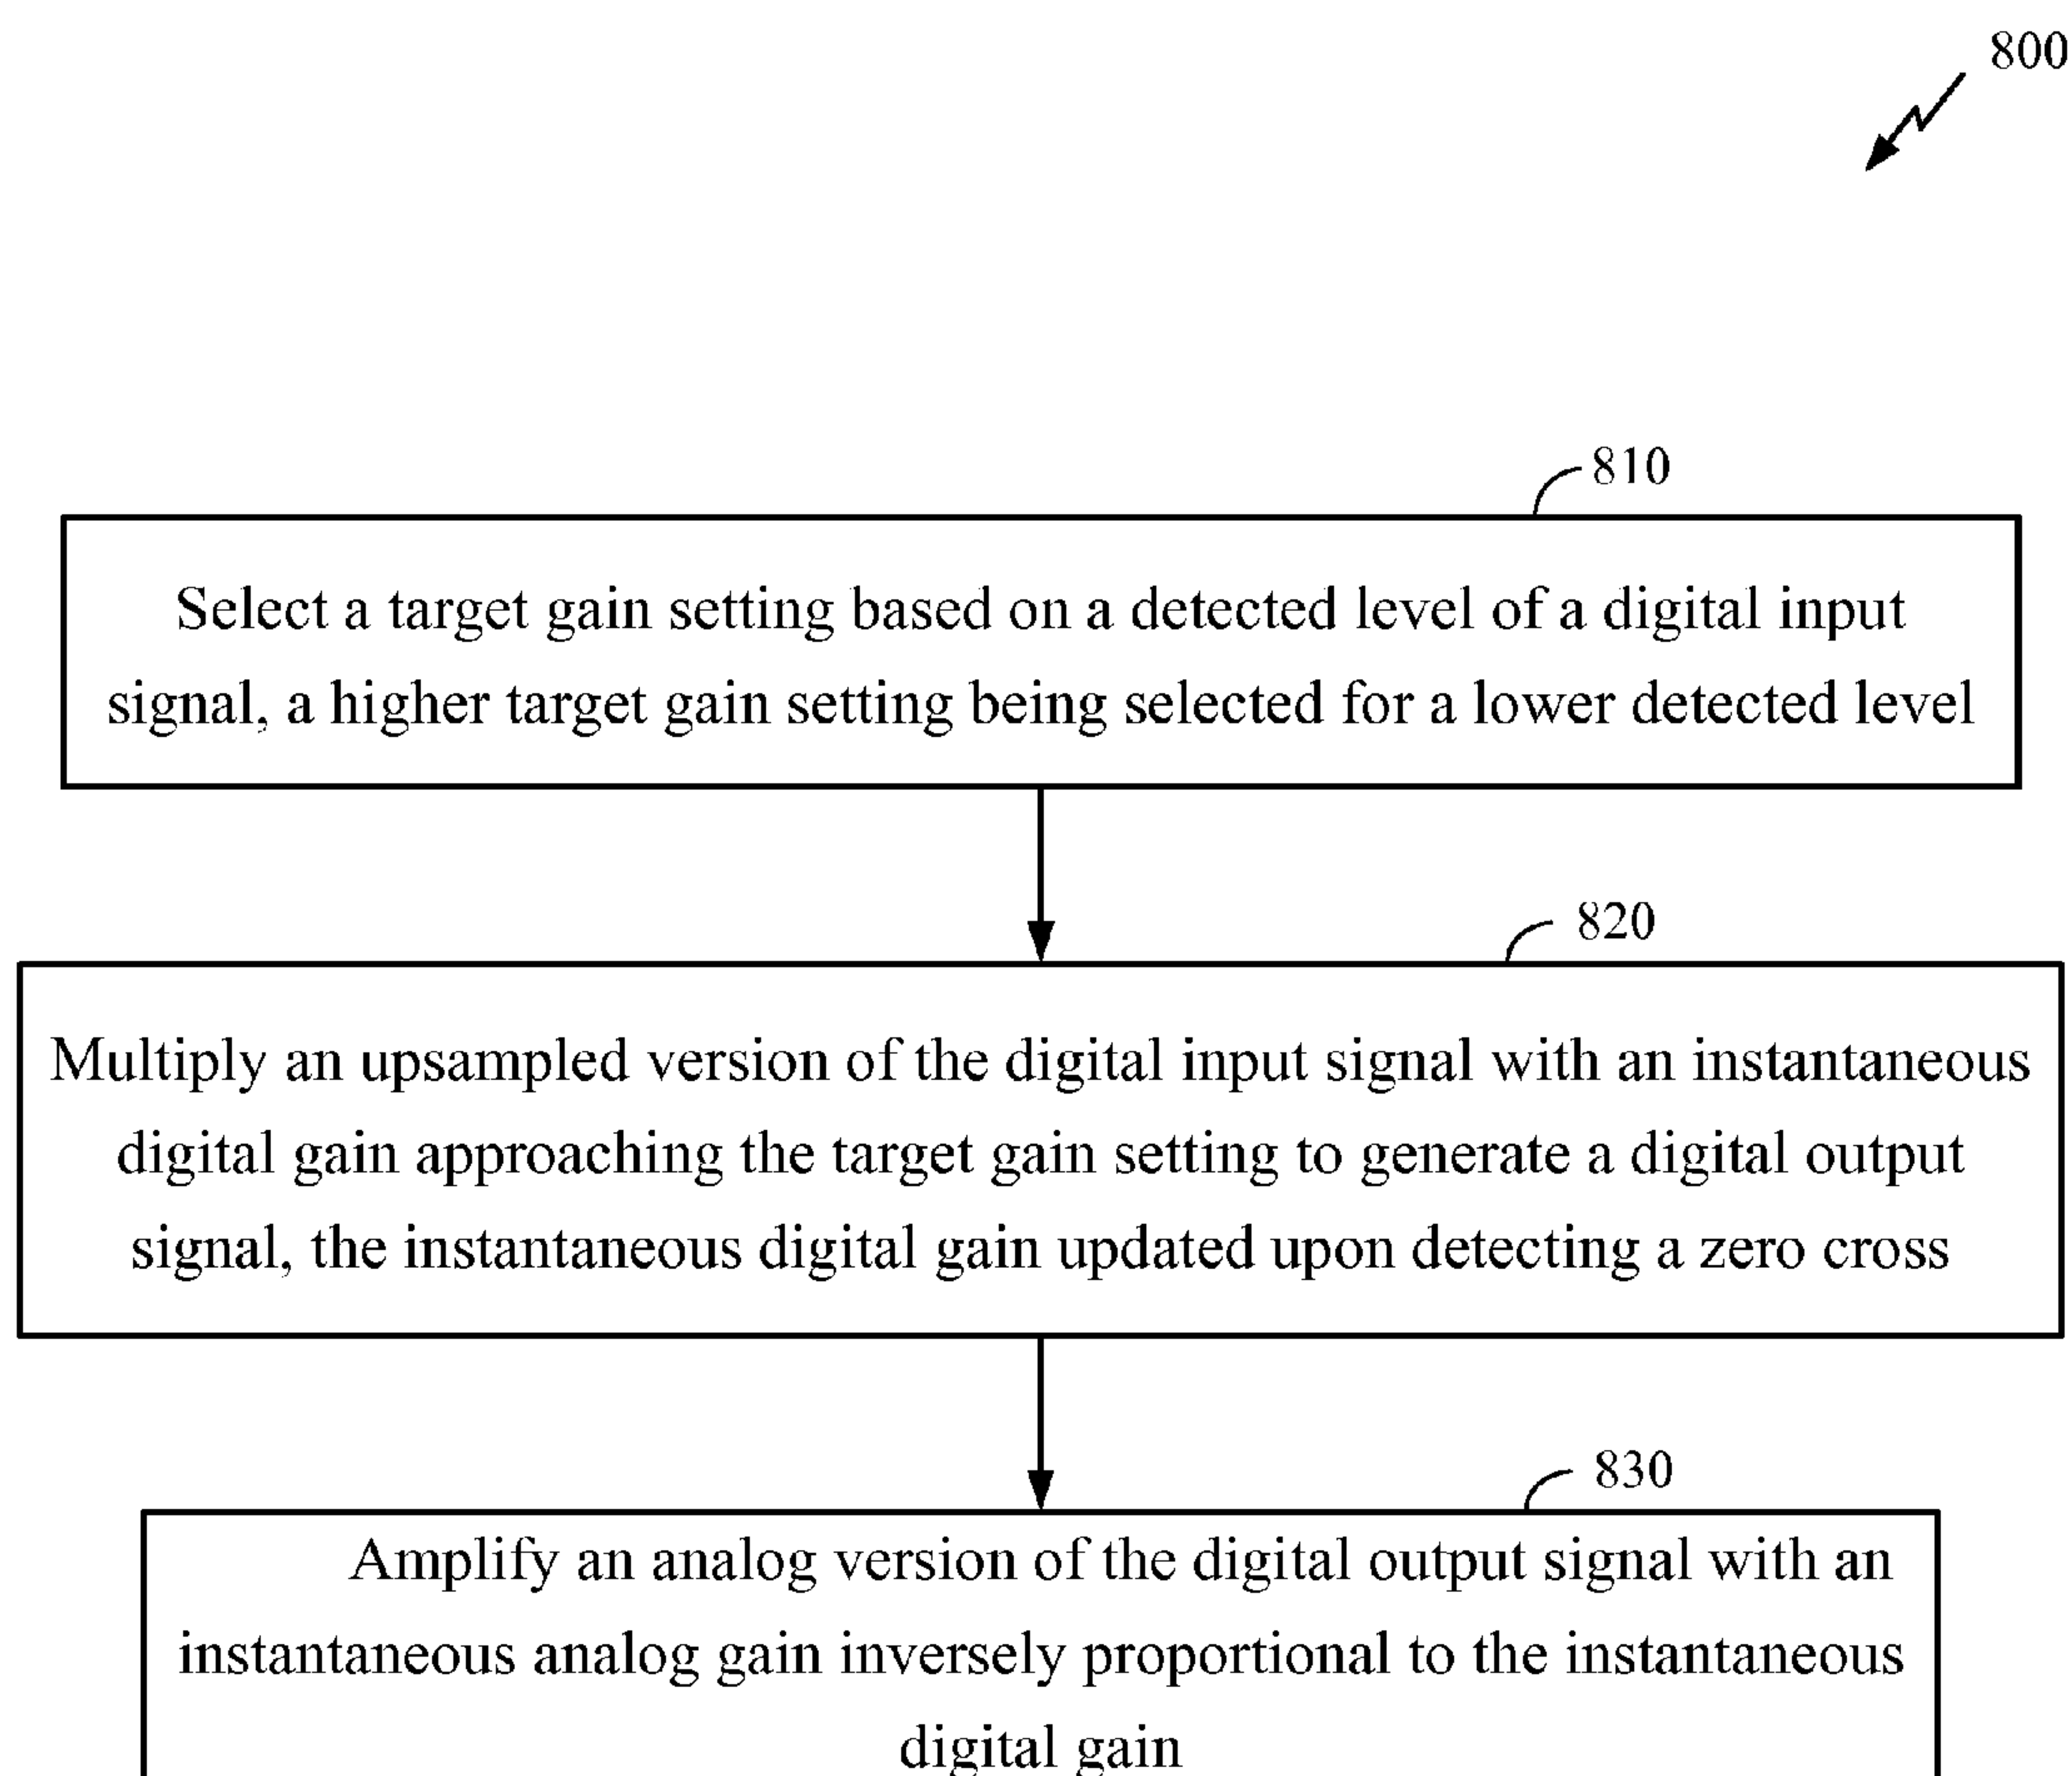 800
810
Select a target gain setting based on a detected level of a digital input
signal, a higher target gain setting being selected for a lower detected level
820
Multiply an upsampled version of the digital input signal with an instantaneous
digital gain approaching the target gain setting to generate a digital output
signal, the instantaneous digital gain updated upon detecting a zero cross
830
Amplify an analog version of the digital output signal with an
instantaneous analog gain inversely proportional to the instantaneous
digital gain